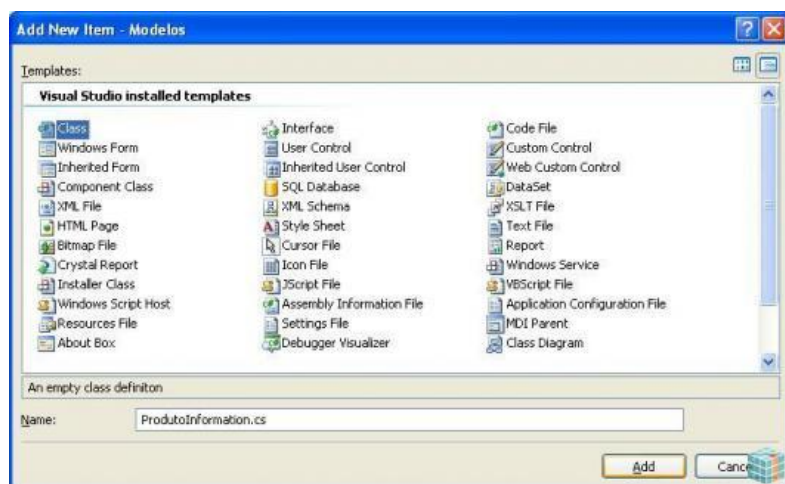 Add New Item - Modelos
Templates:
Visual Studio installed templates
Class Interface Code File
Windows Form User Control Custom Control
Inherited Form Inherited User Control Web Custom Control
Component Class SQL Database DataSet
XML File XML Schema XSLT File
HTML Page Style Sheet Text File
Bitmap File Cursor File Report
Crystal Report Icon File Windows Service
Installer Class JScript File VBScript File
Windows Script Host Assembly Information File Application Configuration File
Resources File Settings File MDI Parent
About Box Debugger Visualizer Class Diagram
An empty class definiton
Name: ProdutoInformation.cs
Add Cance